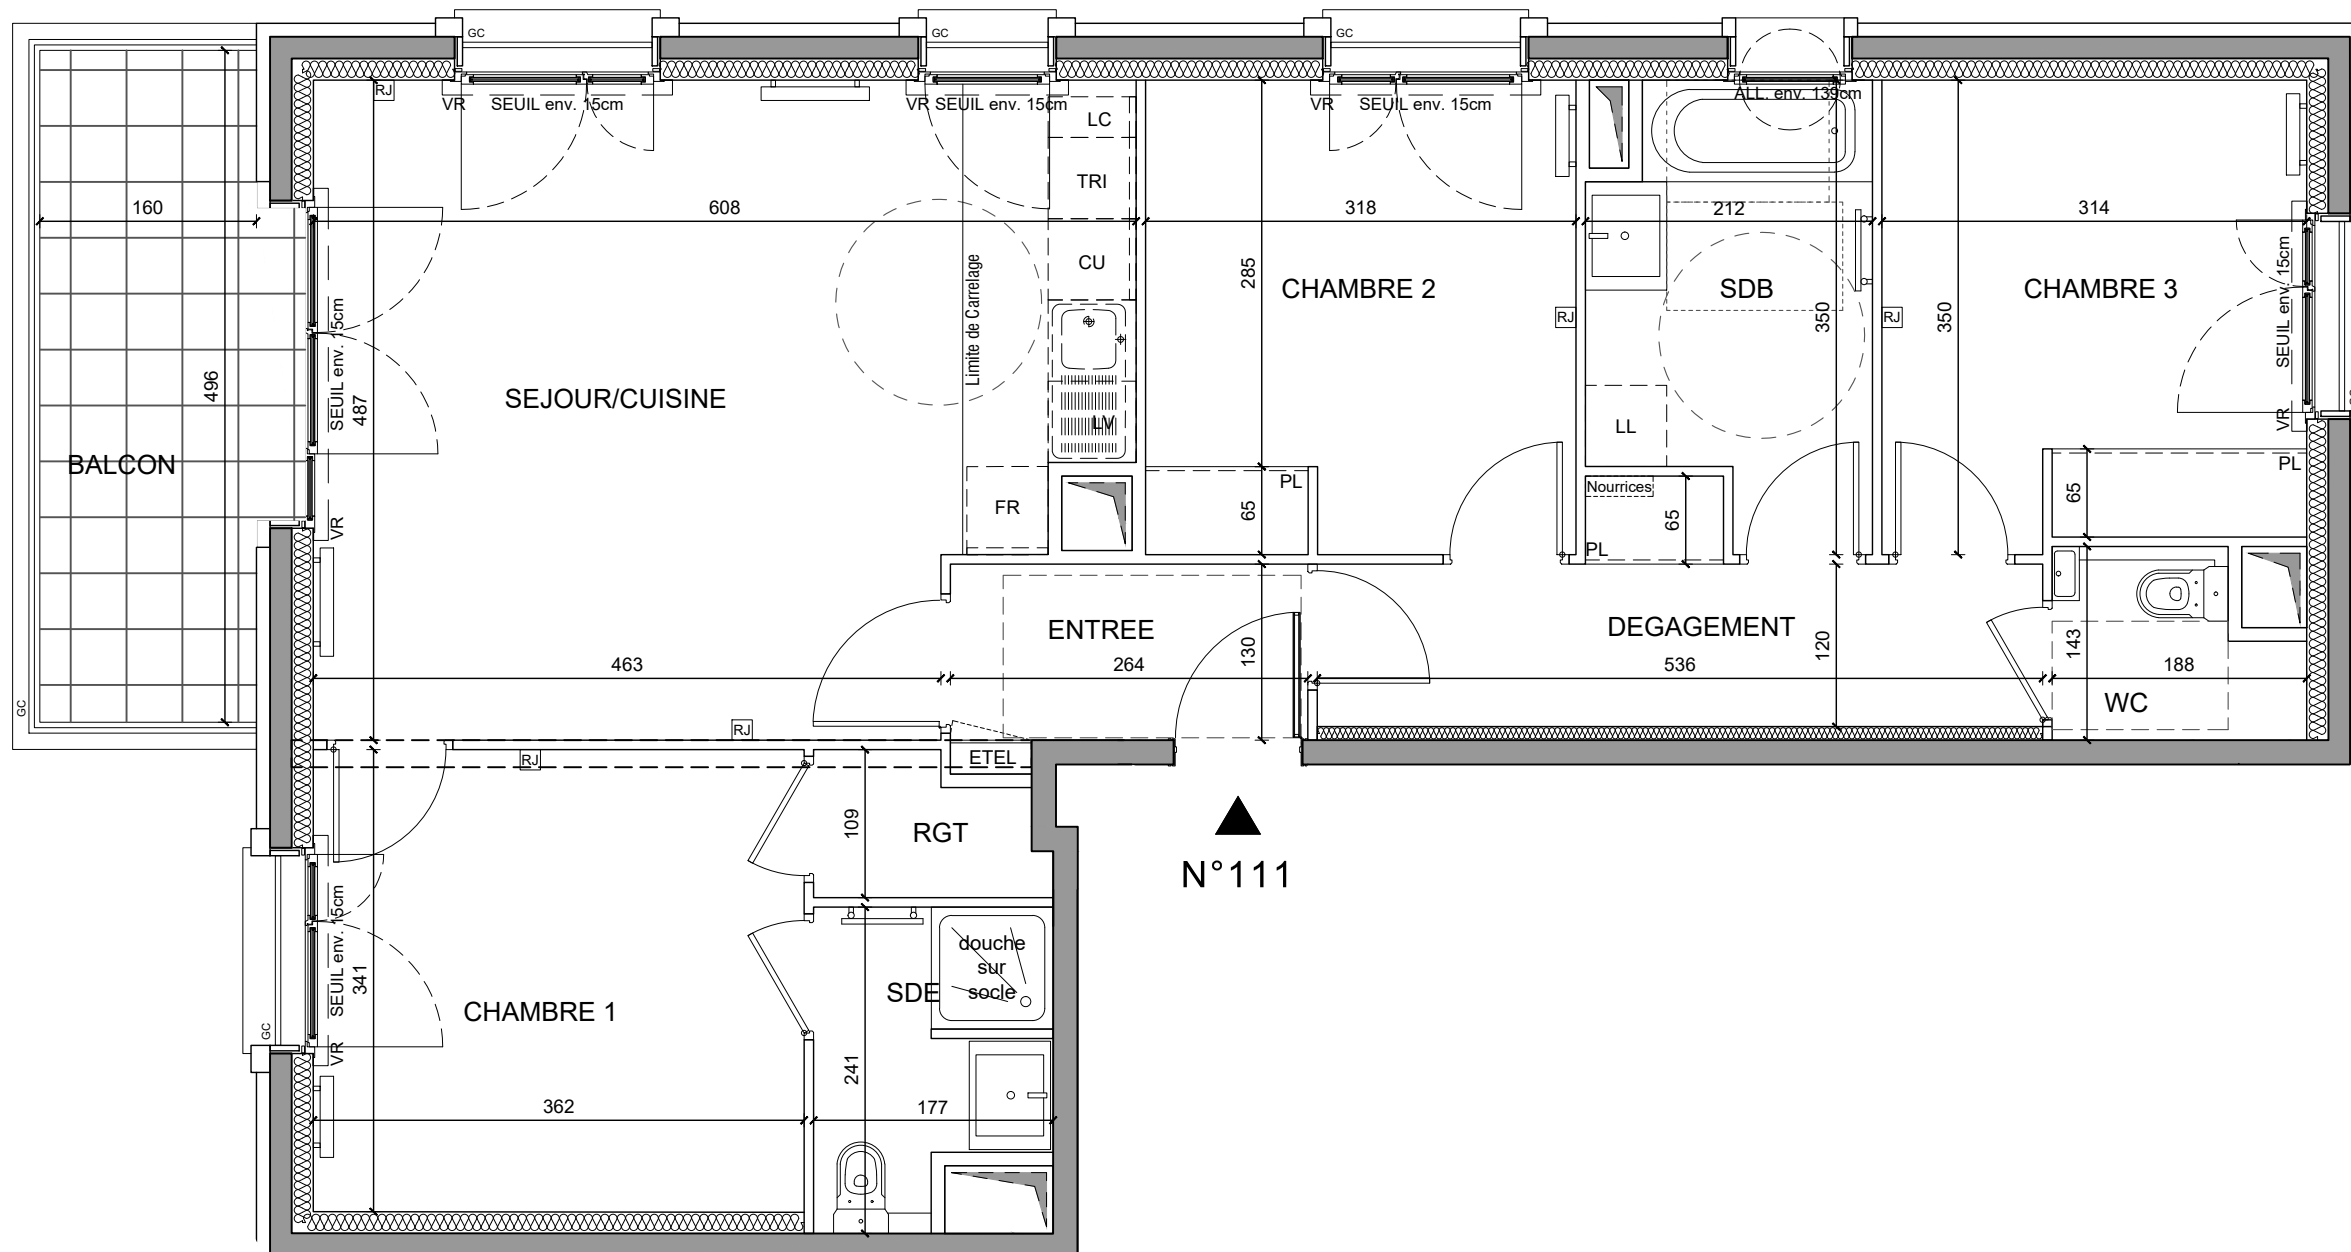 GC
GC
GC
RJ
VR
SEUIL env. 15cm
VR
SEUIL env. 15cm
VR
SEUIL env. 15cm
ALL. env. 139cm
LC
TRI
160
608
318
212
314
CU
285
CHAMBRE 2
SDB
CHAMBRE 3
SEUIL env. 15cm
Limite de Carrelage
RJ
350
RJ
350
SEUIL env. 15cm
496
487
SEJOUR/CUISINE
VR
LV
LL
BALCON
PL
PL
Nourrices
FR
65
65
65
VR
PL
ENTREE
DEGAGEMENT
130
120
143
463
264
536
188
WC
GC
RJ
RJ
ETEL
109
RGT
N°111
SEUIL env. 15cm
341
douche
sur
socle
SDE
CHAMBRE 1
GC
VR
241
362
177